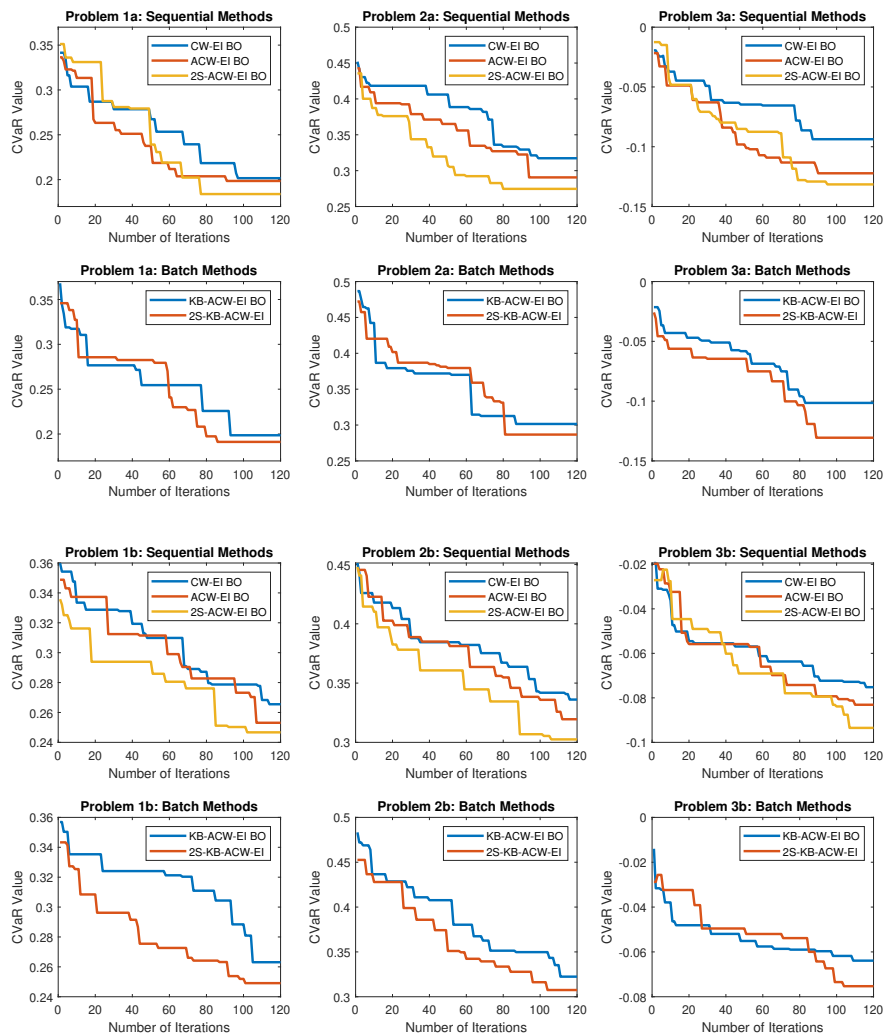 Problem 1a: Sequential Methods
CVaR Value
0.35
0.3
0.25
0.2
CW-EI BO
ACW-EI BO
2S-ACW-EI BO
0 20 40 60 80 100 120
Number of Iterations
Problem 2a: Sequential Methods
CVaR Value
0.5
0.45
0.4
0.35
0.3
0.25
CW-EI BO
ACW-EI BO
2S-ACW-EI BO
0 20 40 60 80 100 120
Number of Iterations
Problem 3a: Sequential Methods
CVaR Value
0
-0.05
-0.1
-0.15
CW-EI BO
ACW-EI BO
2S-ACW-EI BO
0 20 40 60 80 100 120
Number of Iterations
Problem 1a: Batch Methods
CVaR Value
0.35
0.3
0.25
0.2
KB-ACW-EI BO
2S-KB-ACW-EI
0 20 40 60 80 100 120
Number of Iterations
Problem 2a: Batch Methods
CVaR Value
0.5
0.45
0.4
0.35
0.3
0.25
KB-ACW-EI BO
2S-KB-ACW-EI
0 20 40 60 80 100 120
Number of Iterations
Problem 3a: Batch Methods
CVaR Value
0
-0.05
-0.1
-0.15
KB-ACW-EI BO
2S-KB-ACW-EI
0 20 40 60 80 100 120
Number of Iterations
Problem 1b: Sequential Methods
CVaR Value
0.36
0.34
0.32
0.3
0.28
0.26
0.24
CW-EI BO
ACW-EI BO
2S-ACW-EI BO
0 20 40 60 80 100 120
Number of Iterations
Problem 2b: Sequential Methods
CVaR Value
0.45
0.4
0.35
0.3
CW-EI BO
ACW-EI BO
2S-ACW-EI BO
0 20 40 60 80 100 120
Number of Iterations
Problem 3b: Sequential Methods
CVaR Value
-0.02
-0.04
-0.06
-0.08
-0.1
CW-EI BO
ACW-EI BO
2S-ACW-EI BO
0 20 40 60 80 100 120
Number of Iterations
Problem 1b: Batch Methods
CVaR Value
0.36
0.34
0.32
0.3
0.28
0.26
0.24
KB-ACW-EI BO
2S-KB-ACW-EI
0 20 40 60 80 100 120
Number of Iterations
Problem 2b: Batch Methods
CVaR Value
0.5
0.45
0.4
0.35
0.3
KB-ACW-EI BO
2S-KB-ACW-EI
0 20 40 60 80 100 120
Number of Iterations
Problem 3b: Batch Methods
CVaR Value
0
-0.02
-0.04
-0.06
-0.08
KB-ACW-EI BO
2S-KB-ACW-EI
0 20 40 60 80 100 120
Number of Iterations